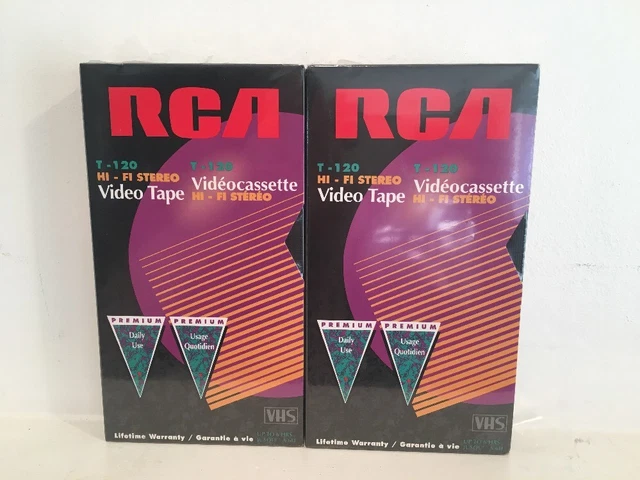 RCA
T-120 T-120
HI - FI STEREO
Video Tape Vidéocassette
HI - FI STÉRÉO
PREMIUM PREMIUM
Daily Use
Usage Quotidien
VHS
Lifetime Warranty / Garantie à vie
RCA
T-120 T-120
HI - FI STEREO
Video Tape Vidéocassette
HI - FI STÉRÉO
PREMIUM PREMIUM
Daily Use
Usage Quotidien
VHS
Lifetime Warranty / Garantie à vie